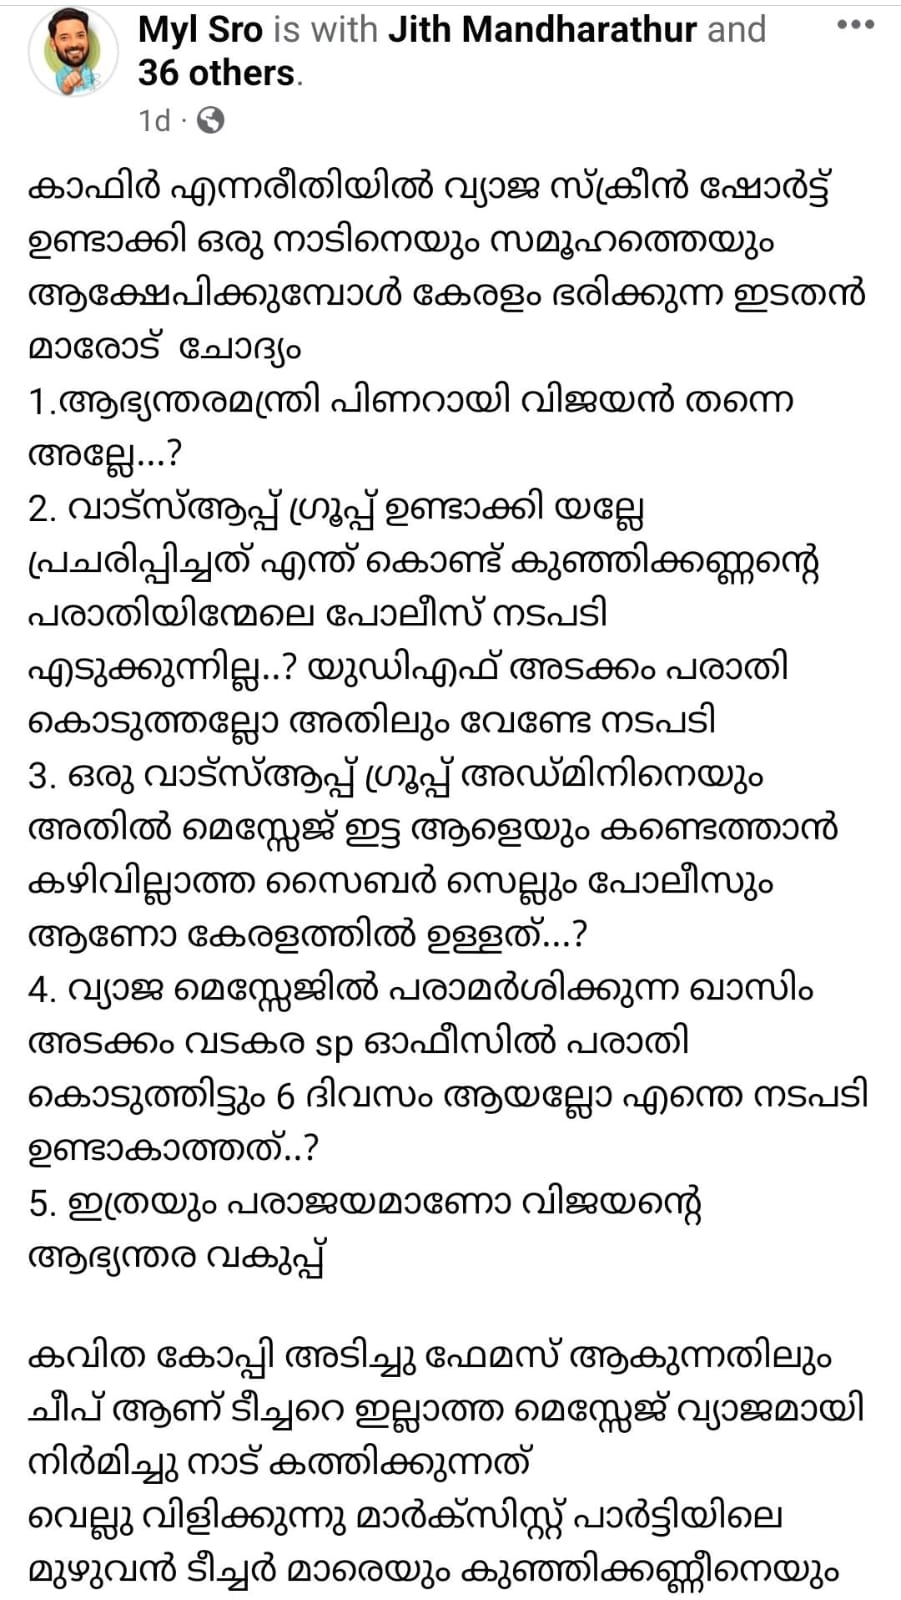 Myl Sro is with Jith Mandharathur and
36 others.
1d ·
കാഫിർ എന്നരീതിയിൽ വ്യാജ സ്ക്രീൻ ഷോർട്ട്
ഉണ്ടാക്കി ഒരു നാടിനെയും സമൂഹത്തെയും
ആക്ഷേപിക്കുമ്പോൾ കേരളം ഭരിക്കുന്ന ഇടതൻ
മാരോട് ചോദ്യം
1.ആഭ്യന്തരമന്ത്രി പിണറായി വിജയൻ തന്നെ
അല്ലേ...?
2. വാട്സ്ആപ്പ് ഗ്രൂപ്പ് ഉണ്ടാക്കി യല്ലേ
പ്രചരിപ്പിച്ചത് എന്ത് കൊണ്ട് കുഞ്ഞിക്കണ്ണന്റെ
പരാതിയിന്മേലെ പോലീസ് നടപടി
എടുക്കുന്നില്ല..? യുഡിഎഫ് അടക്കം പരാതി
കൊടുത്തല്ലോ അതിലും വേണ്ടേ നടപടി
3. ഒരു വാട്സ്ആപ്പ് ഗ്രൂപ്പ് അഡ്മിനിനെയും
അതിൽ മെസ്സേജ് ഇട്ട ആളെയും കണ്ടെത്താൻ
കഴിവില്ലാത്ത സൈബർ സെല്ലും പോലീസും
ആണോ കേരളത്തിൽ ഉള്ളത്...?
4. വ്യാജ മെസ്സേജിൽ പരാമർശിക്കുന്ന ഖാസിം
അടക്കം വടകര sp ഓഫീസിൽ പരാതി
കൊടുത്തിട്ടും 6 ദിവസം ആയല്ലോ എന്തെ നടപടി
ഉണ്ടാകാത്തത്..?
5. ഇത്രയും പരാജയമാണോ വിജയന്റെ
ആഭ്യന്തര വകുപ്പ്
കവിത കോപ്പി അടിച്ചു ഫേമസ് ആകുന്നതിലും
ചീപ് ആണ് ടീച്ചറെ ഇല്ലാത്ത മെസ്സേജ് വ്യാജമായി
നിർമിച്ചു നാട് കത്തിക്കുന്നത്
വെല്ലു വിളിക്കുന്നു മാർക്സിസ്റ്റ് പാർട്ടിയിലെ
മുഴുവൻ ടീച്ചർ മാരെയും കുഞ്ഞിക്കണ്ണീനെയും